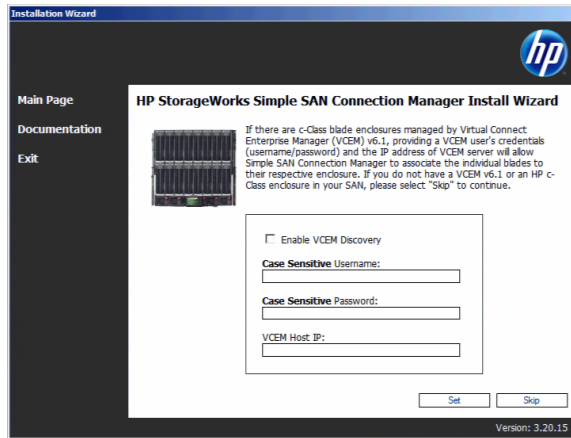 Installation Wizard
hp
Main Page
Documentation
Exit
HP StorageWorks Simple SAN Connection Manager Install Wizard
If there are c-Class blade enclosures managed by Virtual Connect
Enterprise Manager (VCEM) v6.1, providing a VCEM user's credentials
(username/password) and the IP address of VCEM server will allow
Simple SAN Connection Manager to associate the individual blades to
their respective enclosure. If you do not have a VCEM v6.1 or an HP c-
Class enclosure in your SAN, please select "Skip" to continue.
Enable VCEM Discovery
Case Sensitive Username:
Case Sensitive Password:
VCEM Host IP:
Set
Skip
Version: 3.20.15